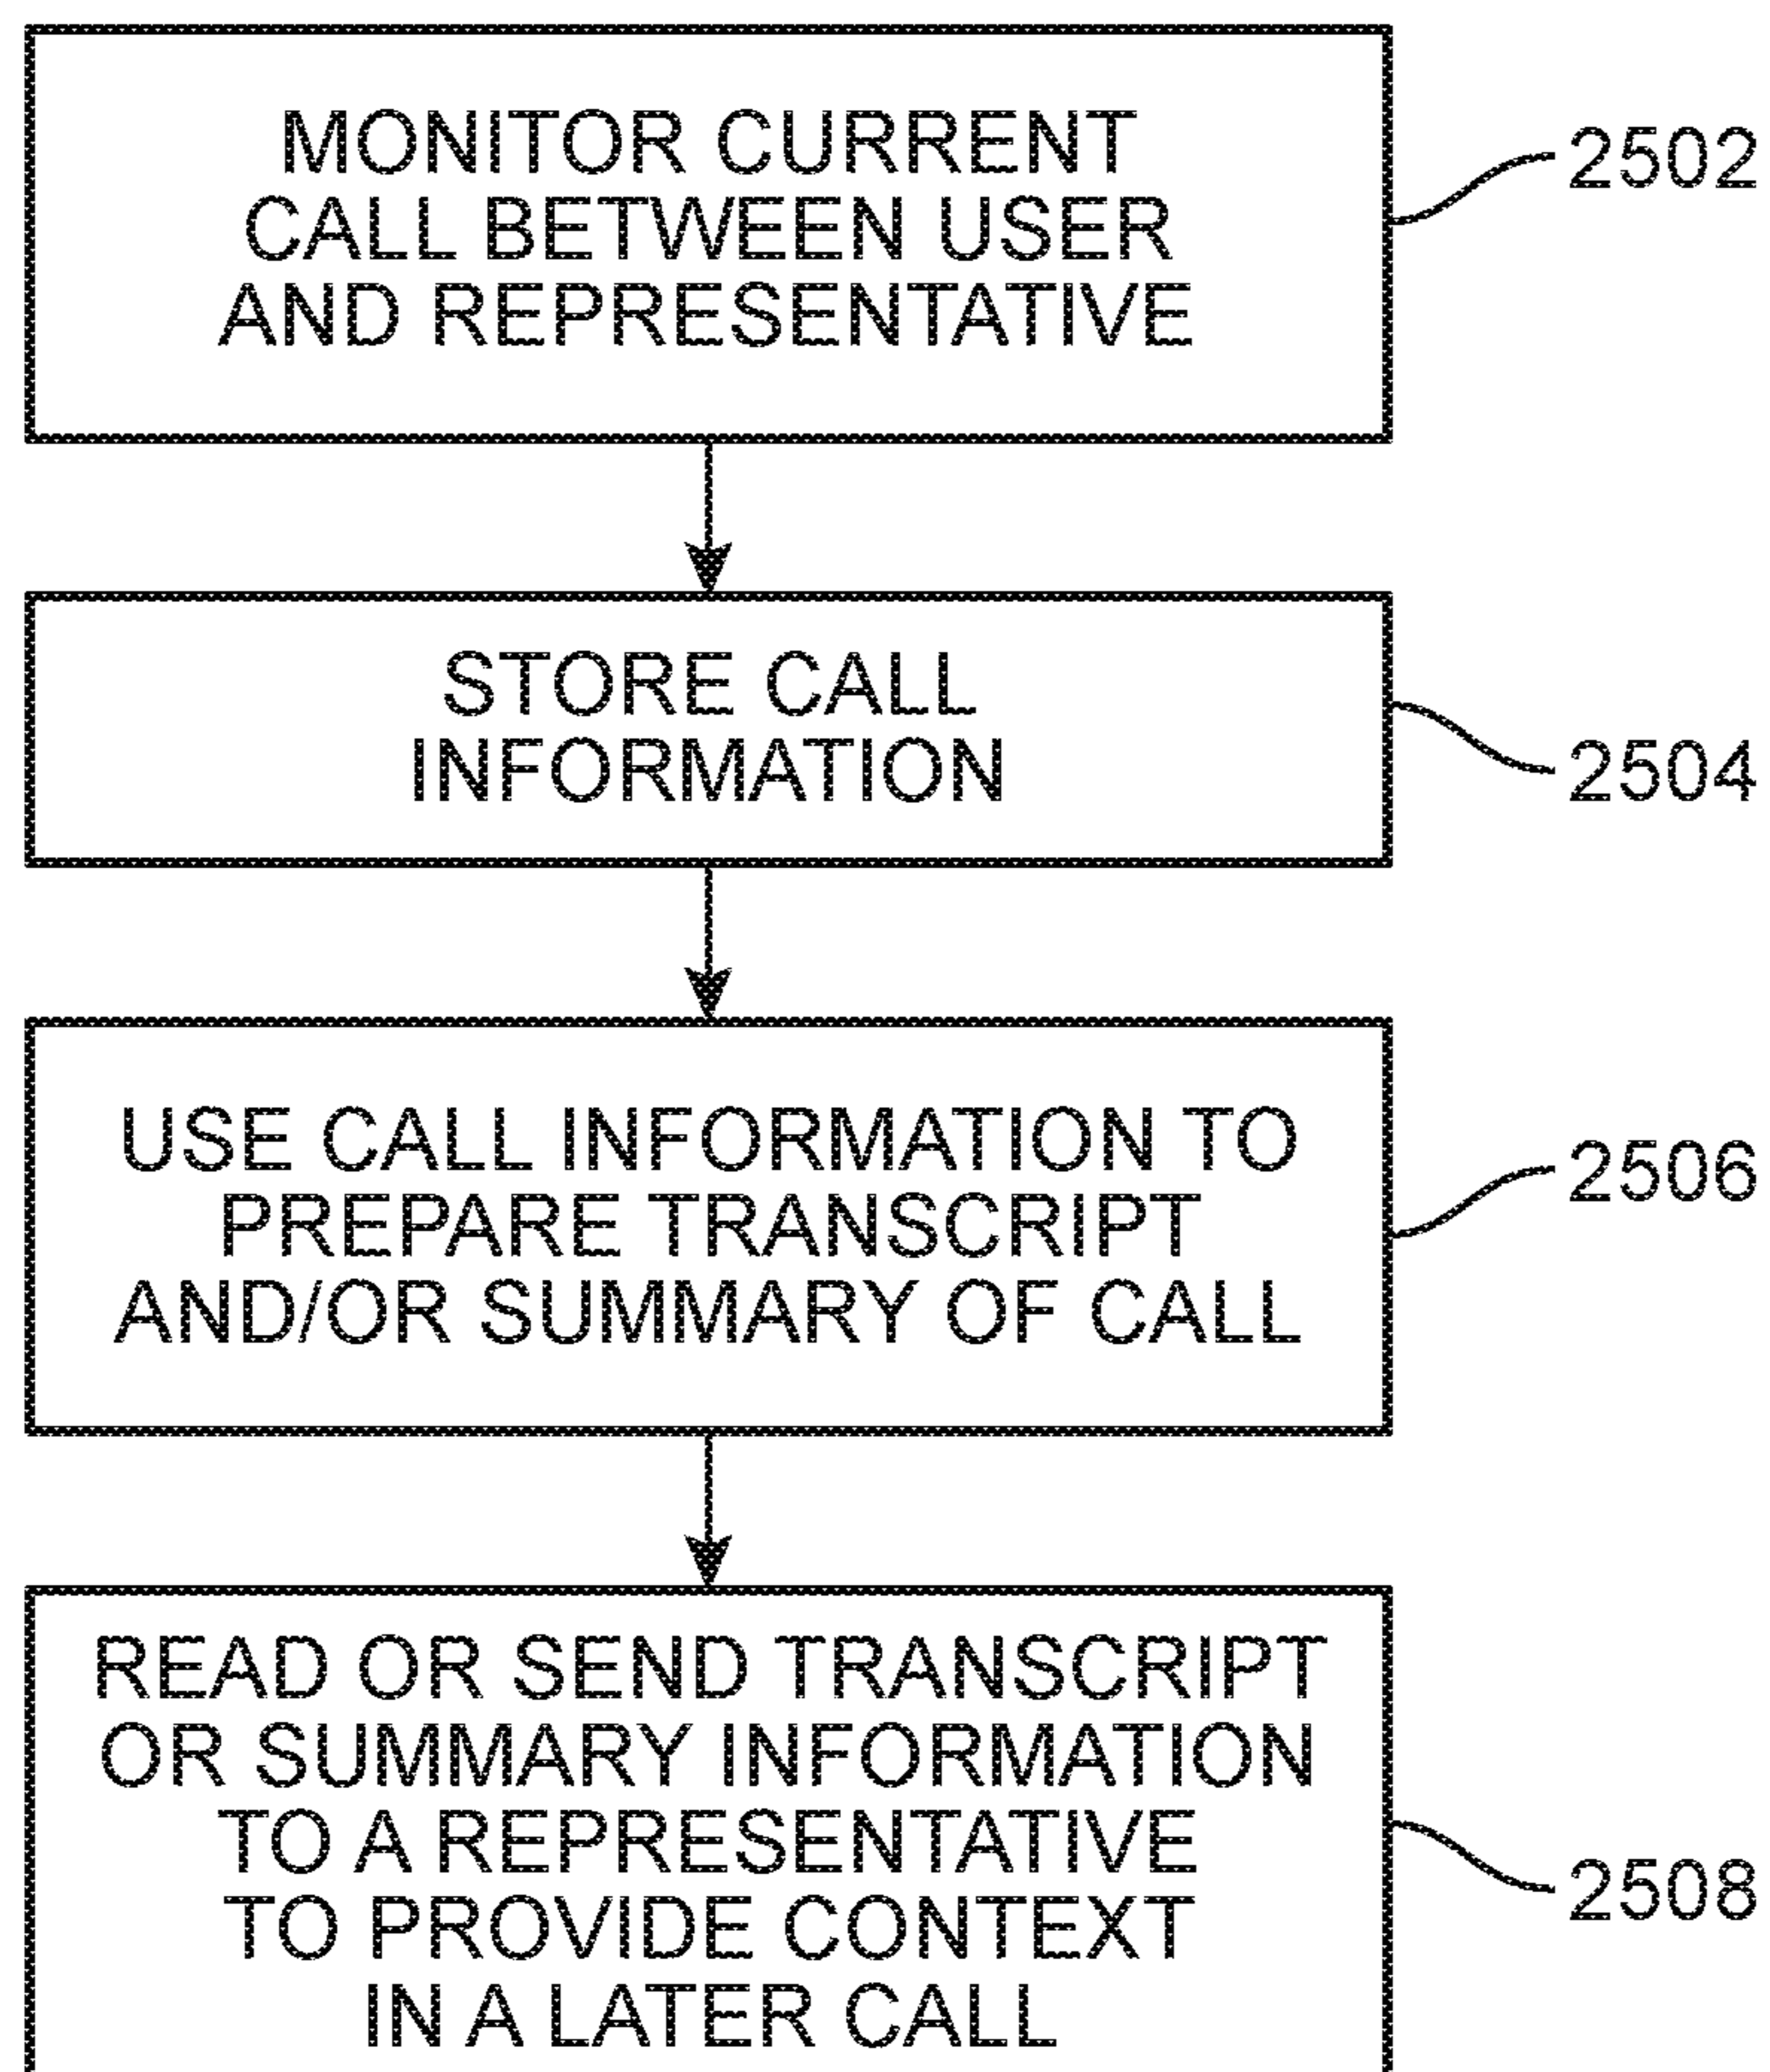 MONITOR CURRENT
CALL BETWEEN USER
AND REPRESENTATIVE
2502
STORE CALL
INFORMATION
2504
USE CALL INFORMATION TO
PREPARE TRANSCRIPT
AND/OR SUMMARY OF CALL
2506
READ OR SEND TRANSCRIPT
OR SUMMARY INFORMATION
TO A REPRESENTATIVE
TO PROVIDE CONTEXT
IN A LATER CALL
2508